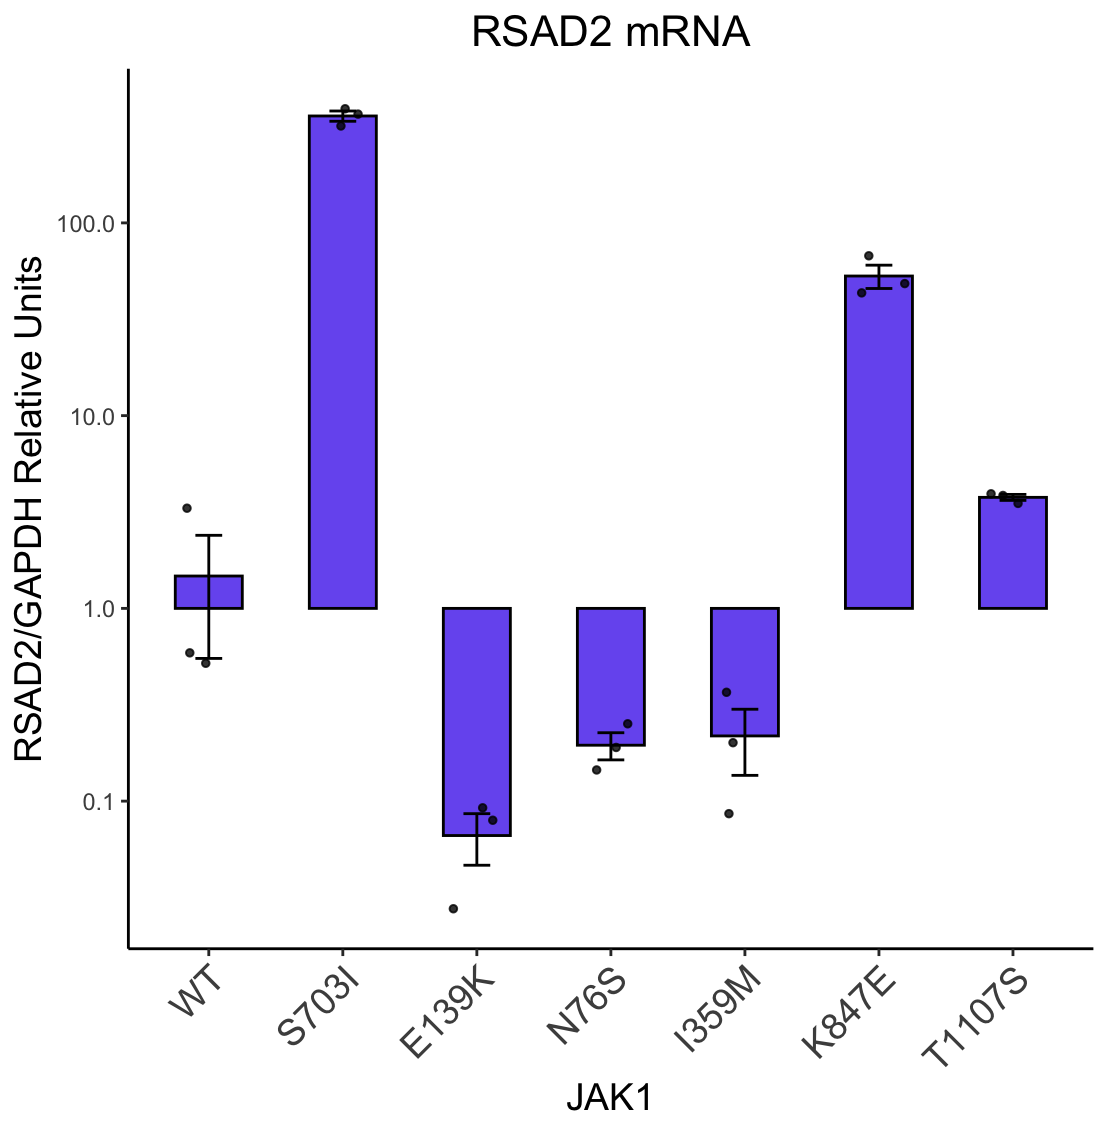 RSAD2 mRNA
RSAD2/GAPDH Relative Units
100.0
10.0
1.0
0.1
WT
S703I
E139K
N76S
I359M
K847E
T1107S
JAK1